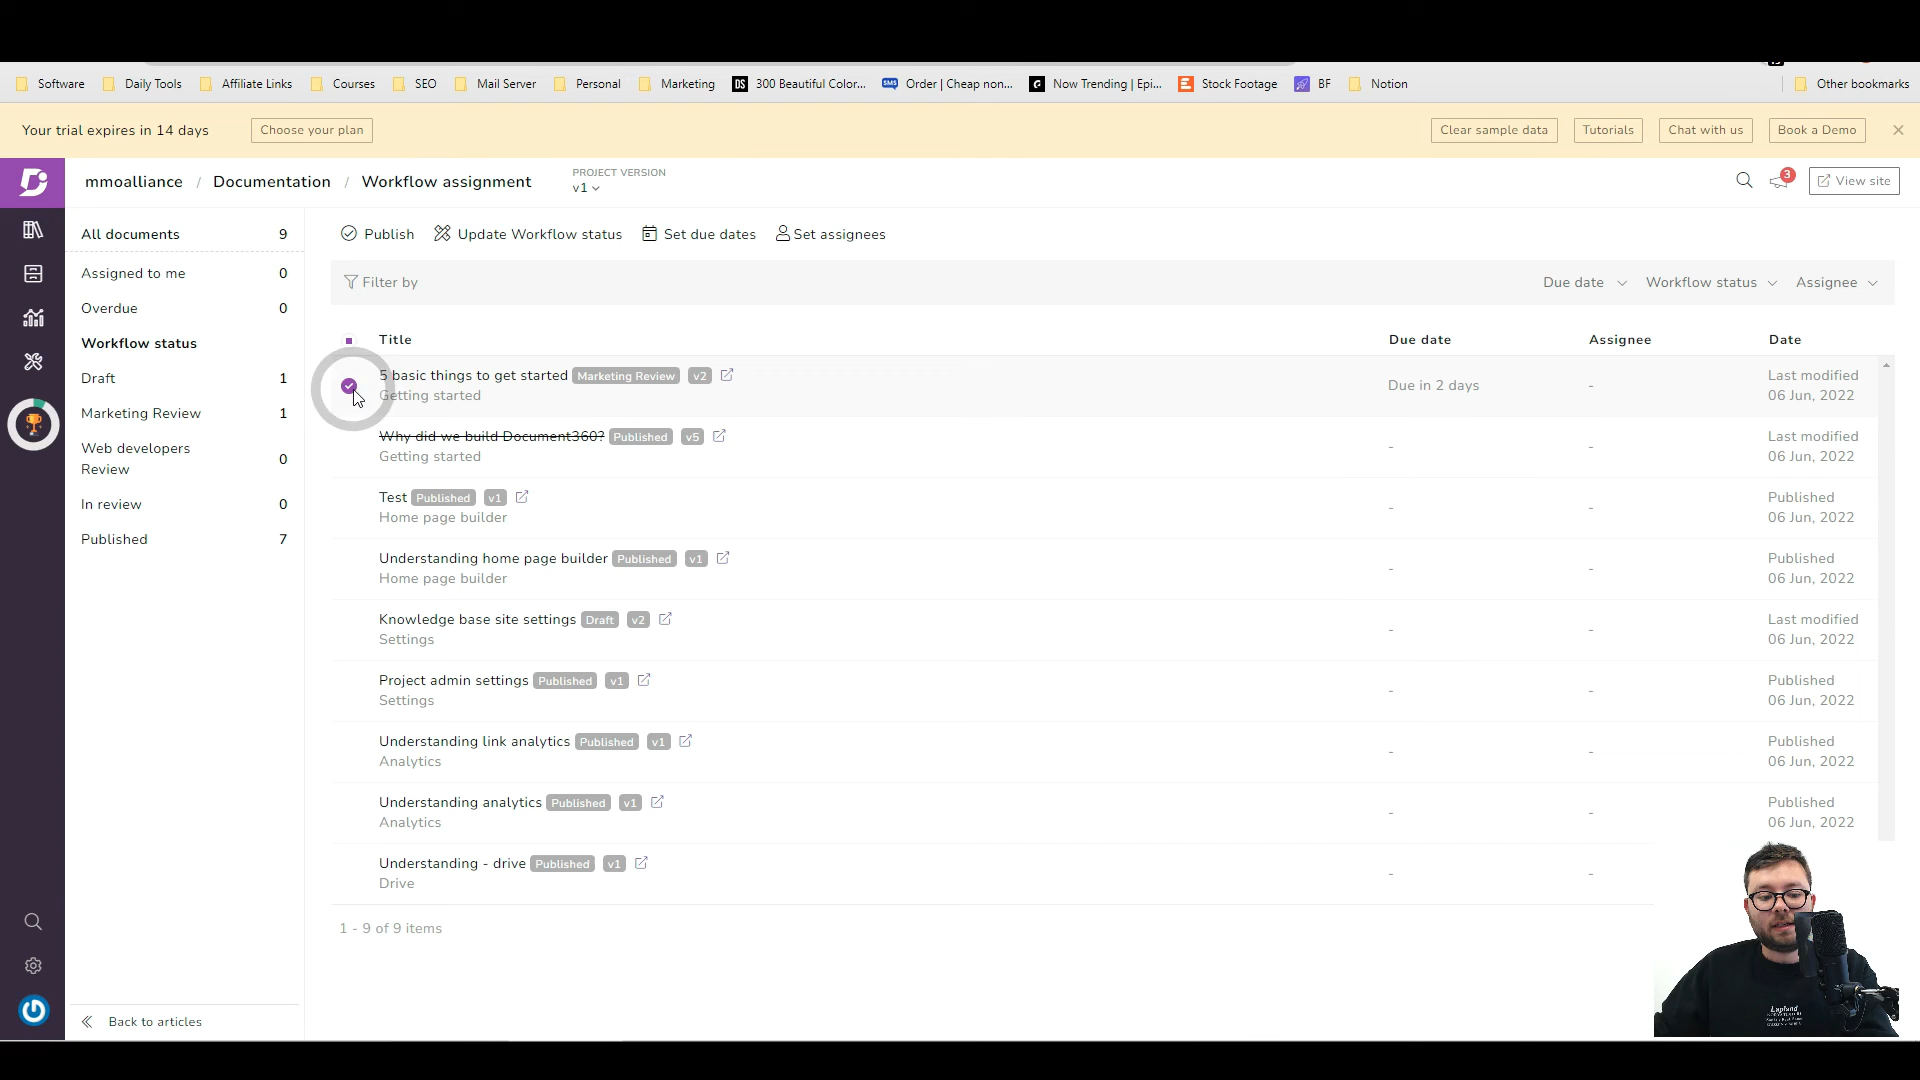 Software Daily Tools Affiliate Links Courses SEO Mail Server Personal Marketing DS 300 Beautiful Color... SMS Order | Cheap non... Now Trending | Epi... Stock Footage BF Notion Other bookmarks
Your trial expires in 14 days Choose your plan Clear sample data Tutorials Chat with us Book a Demo
mmoalliance / Documentation / Workflow assignment PROJECT VERSION v1 3 View site
All documents 9
Assigned to me 0
Overdue 0
Workflow status
Draft 1
Marketing Review 1
Web developers
Review 0
In review 0
Published 7
Back to articles
Publish Update Workflow status Set due dates Set assignees
Filter by Due date Workflow status Assignee
Title Due date Assignee Date
5 basic things to get started Marketing Review v2 Due in 2 days - Last modified
Getting started 06 Jun, 2022
Why did we build Document360? Published v5 - - Last modified
Getting started 06 Jun, 2022
Test Published v1 - - Published
Home page builder 06 Jun, 2022
Understanding home page builder Published v1 - - Published
Home page builder 06 Jun, 2022
Knowledge base site settings Draft v2 - - Last modified
Settings 06 Jun, 2022
Project admin settings Published v1 - - Published
Settings 06 Jun, 2022
Understanding link analytics Published v1 - - Published
Analytics 06 Jun, 2022
Understanding analytics Published v1 - - Published
Analytics 06 Jun, 2022
Understanding - drive Published v1 - -
Drive
1 - 9 of 9 items
Lapland